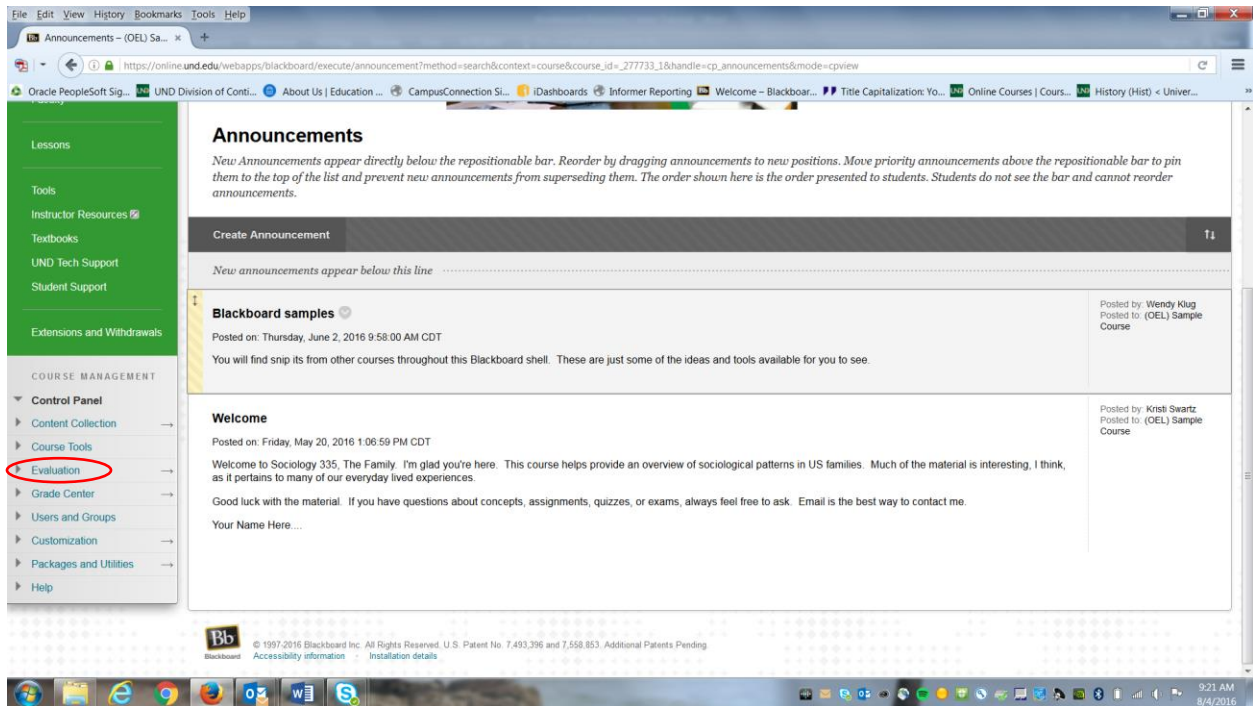 File Edit View History Bookmarks Tools Help
Announcements – (OEL) Sa... × +
https://online.und.edu/webapps/blackboard/execute/announcement?method=search&context=course&course_id=_277733_1&handle=cp_announcements&mode=cpview
Oracle PeopleSoft Sig... UND Division of Conti... About Us | Education ... CampusConnection Si... iDashboards Informer Reporting Welcome – Blackboar... Title Capitalization: Yo... Online Courses | Cours... History (Hist) < Univer... »
Lessons
Tools
Instructor Resources
Textbooks
UND Tech Support
Student Support
Extensions and Withdrawals
COURSE MANAGEMENT
Control Panel
Content Collection →
Course Tools
Evaluation →
Grade Center →
Users and Groups
Customization →
Packages and Utilities →
Help
Announcements
New Announcements appear directly below the repositionable bar. Reorder by dragging announcements to new positions. Move priority announcements above the repositionable bar to pin
them to the top of the list and prevent new announcements from superseding them. The order shown here is the order presented to students. Students do not see the bar and cannot reorder
announcements.
Create Announcement
New announcements appear below this line
Blackboard samples
Posted on: Thursday, June 2, 2016 9:58:00 AM CDT
You will find snip its from other courses throughout this Blackboard shell. These are just some of the ideas and tools available for you to see.
Posted by: Wendy Klug
Posted to: (OEL) Sample
Course
Welcome
Posted on: Friday, May 20, 2016 1:06:59 PM CDT
Welcome to Sociology 335, The Family. I'm glad you're here. This course helps provide an overview of sociological patterns in US families. Much of the material is interesting, I think,
as it pertains to many of our everyday lived experiences.
Good luck with the material. If you have questions about concepts, assignments, quizzes, or exams, always feel free to ask. Email is the best way to contact me.
Your Name Here....
Posted by: Kristi Swartz
Posted to: (OEL) Sample
Course
Bb
Blackboard
© 1997-2016 Blackboard Inc. All Rights Reserved. U.S. Patent No. 7,493,396 and 7,558,853. Additional Patents Pending.
Accessibility information · Installation details
9:21 AM
8/4/2016